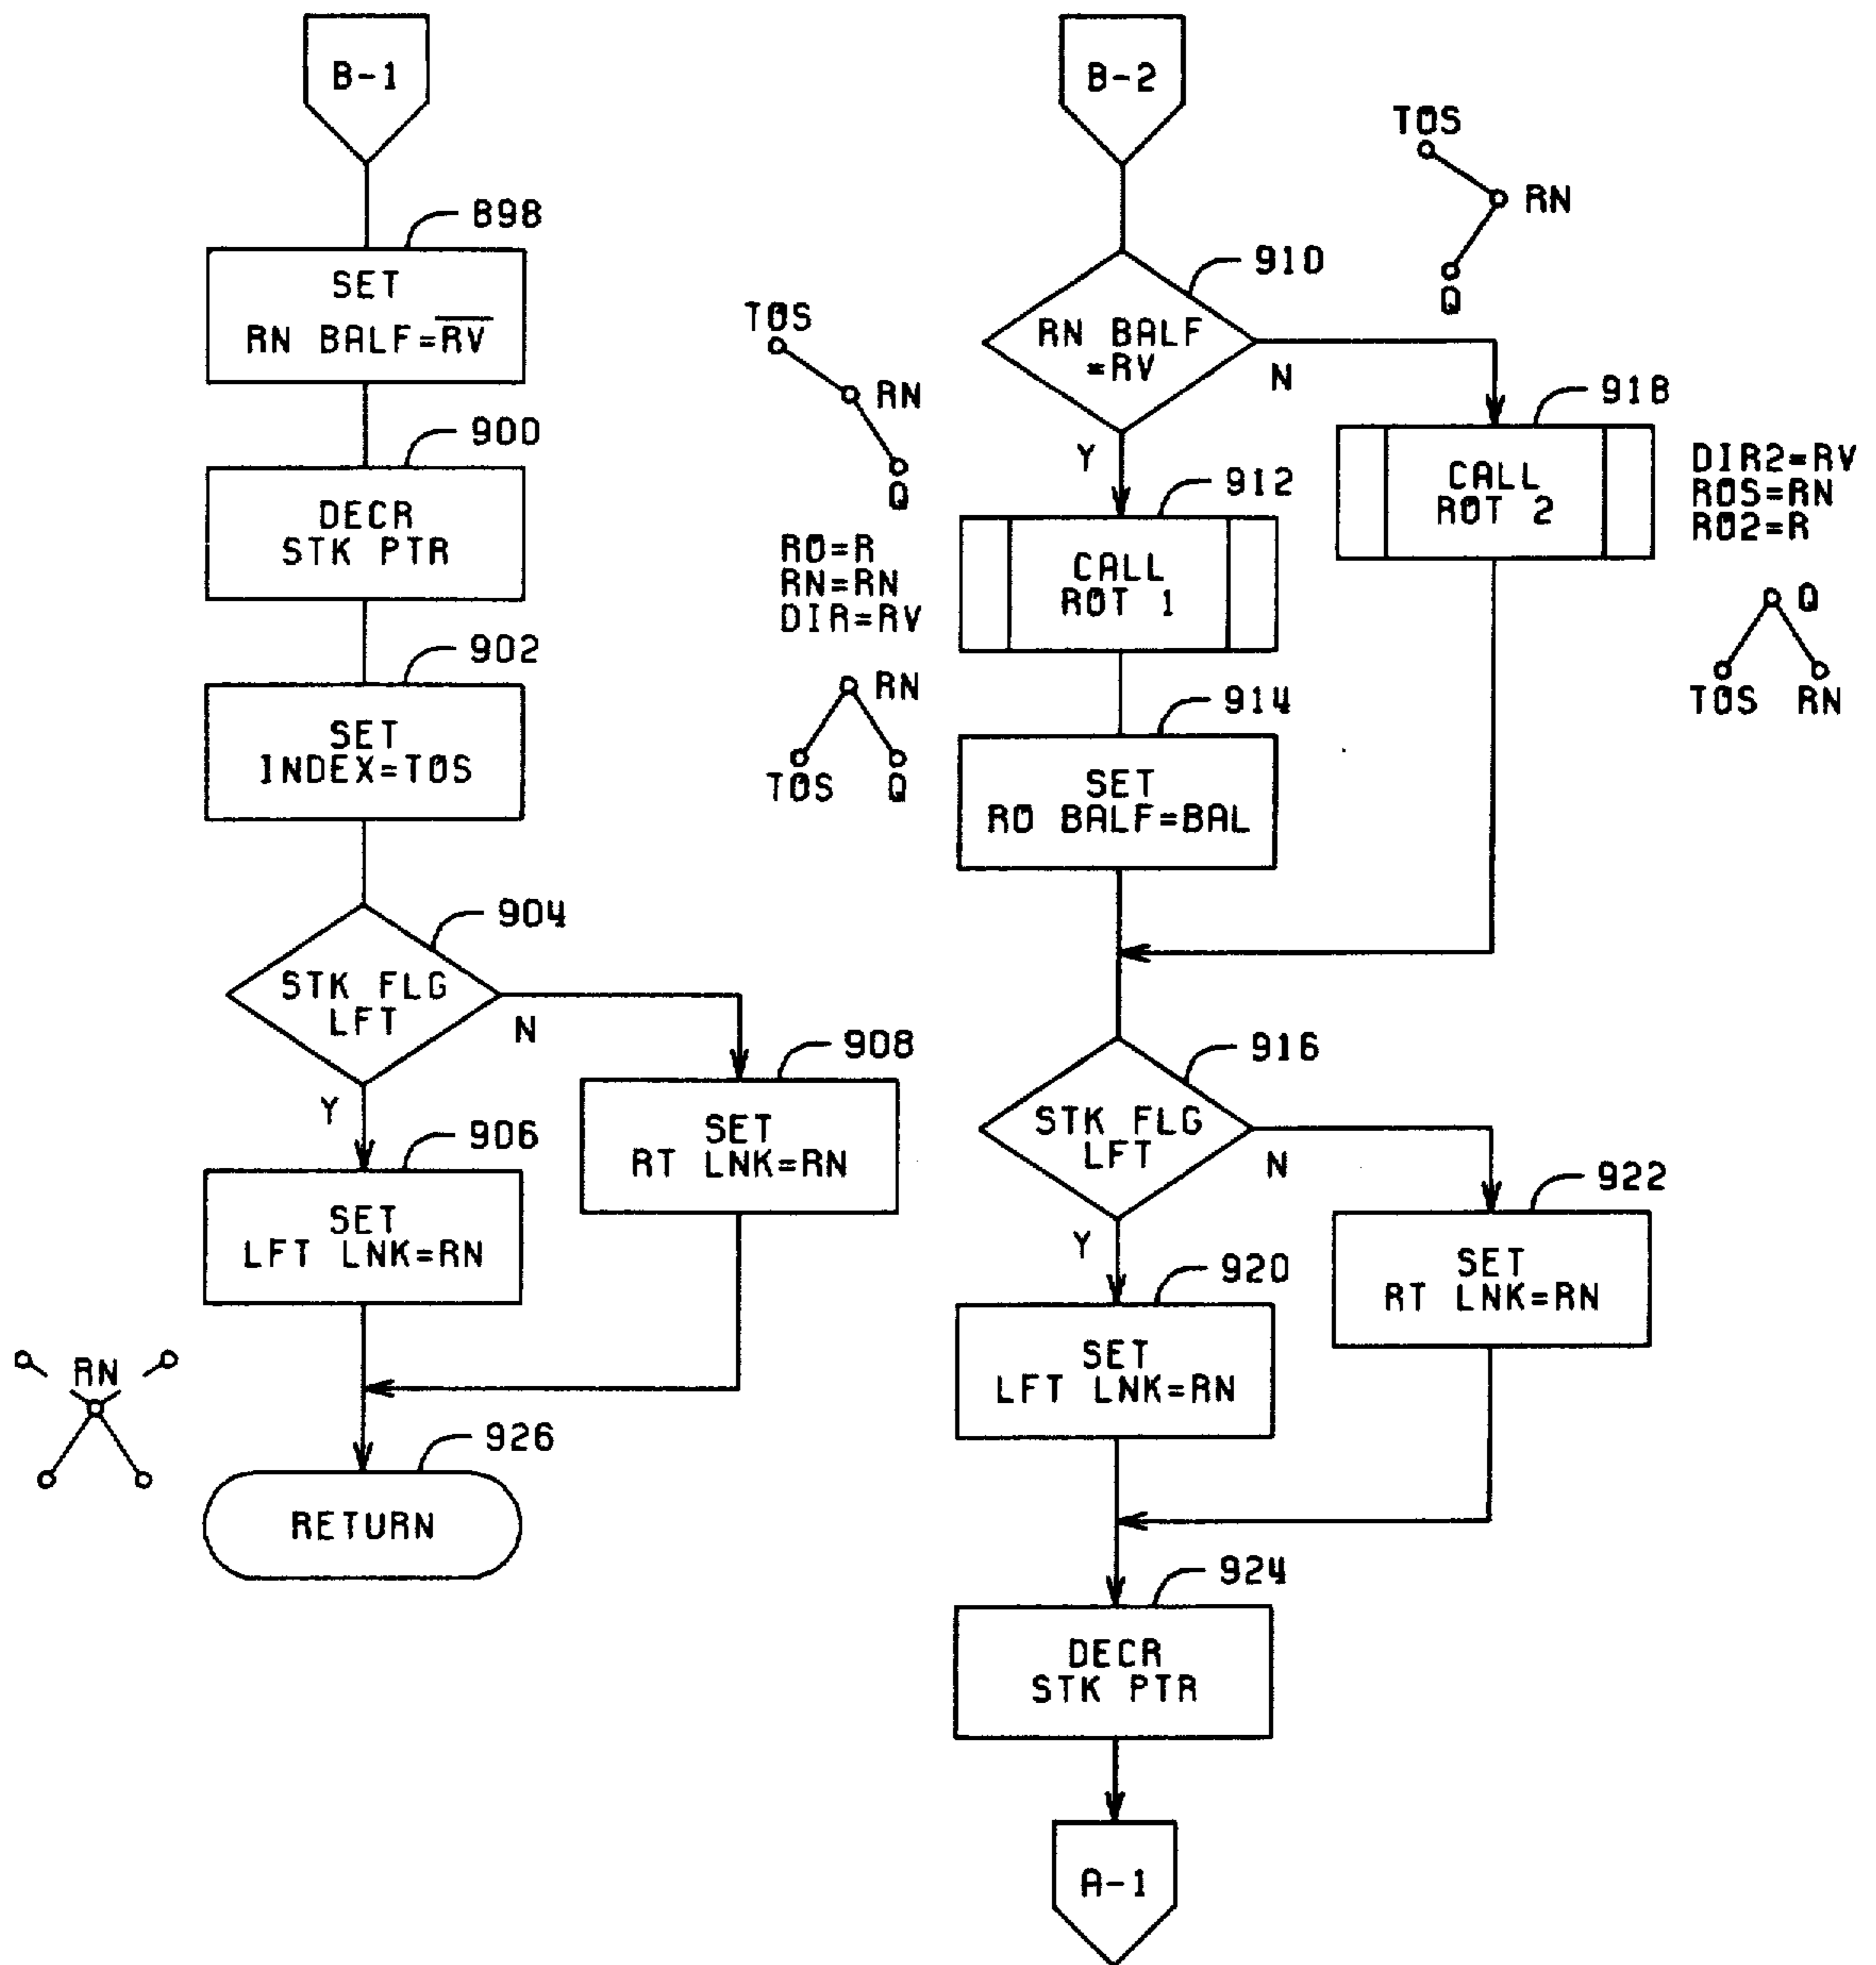 B-1
898
SET
RN BALF=R̅V̅
900
DECR
STK PTR
902
SET
INDEX=TOS
904
STK FLG
LFT
N
Y
908
SET
RT LNK=RN
906
SET
LFT LNK=RN
RN
926
RETURN
B-2
TOS
RN
Q
910
RN BALF
=RV
N
Y
TOS
RN
Q
918
CALL
ROT 2
DIR2=RV
ROS=RN
RO2=R
912
CALL
ROT 1
RO=R
RN=RN
DIR=RV
Q
TOS RN
RN
TOS Q
914
SET
RO BALF=BAL
916
STK FLG
LFT
N
Y
922
SET
RT LNK=RN
920
SET
LFT LNK=RN
924
DECR
STK PTR
A-1